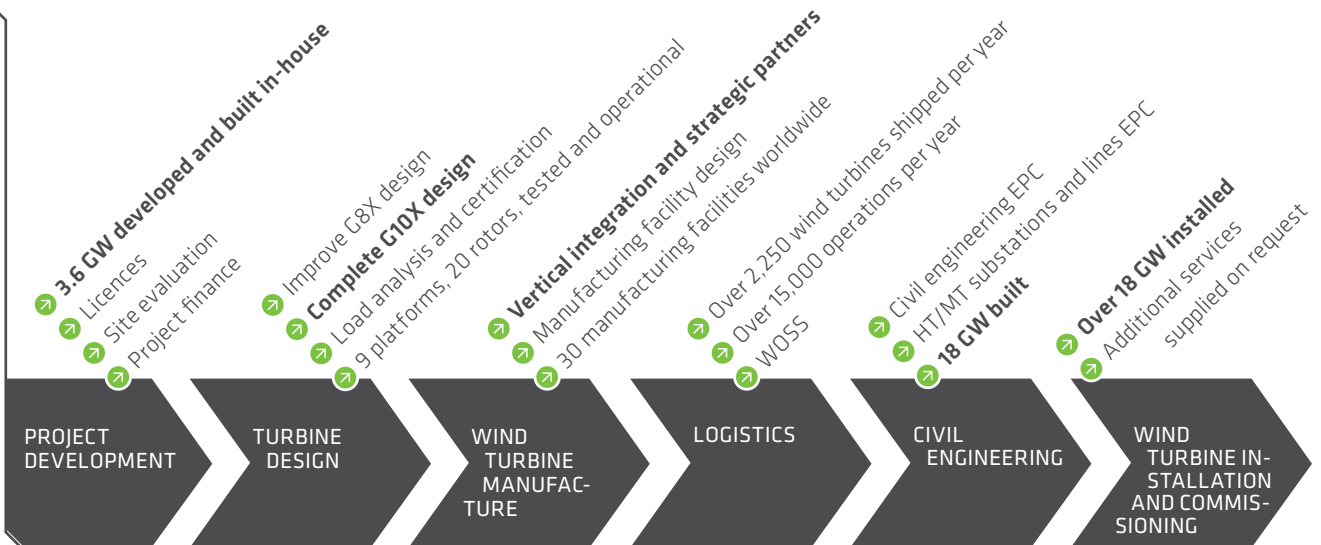 3.6 GW developed and built in-house
Licences
Site evaluation
Project finance
PROJECT
DEVELOPMENT
Improve G8X design
Complete G10X design
Load analysis and certification
9 platforms, 20 rotors, tested and operational
TURBINE
DESIGN
Vertical integration and strategic partners
Manufacturing facility design
30 manufacturing facilities worldwide
WIND
TURBINE
MANUFAC-
TURE
Over 2,250 wind turbines shipped per year
Over 15,000 operations per year
WOSS
LOGISTICS
Civil engineering EPC
HT/MT substations and lines EPC
18 GW built
CIVIL
ENGINEERING
Over 18 GW installed
Additional services
supplied on request
WIND
TURBINE IN-
STALLATION
AND COMMIS-
SIONING